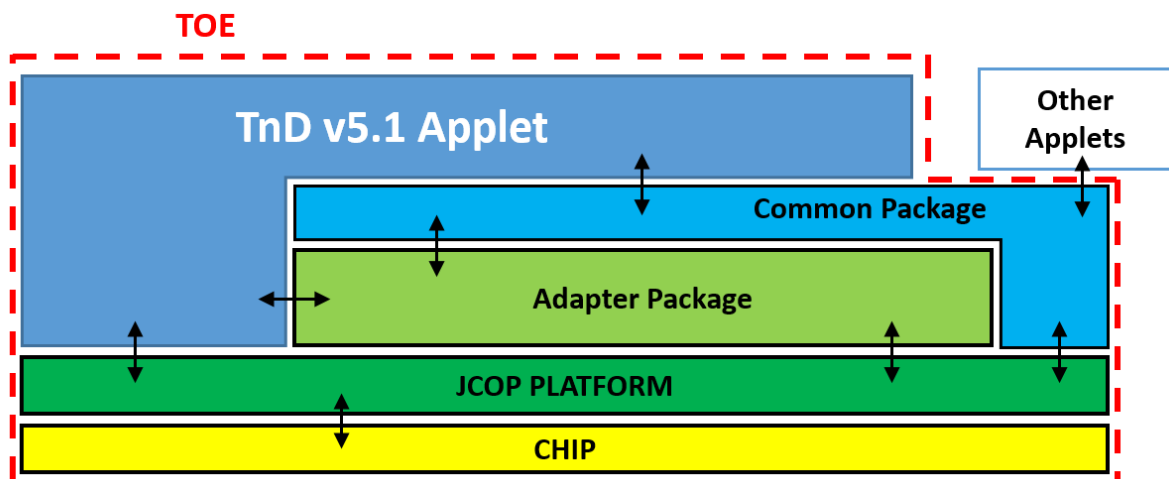 TOE
TnD v5.1 Applet
Other
Applets
Common Package
Adapter Package
JCOP PLATFORM
CHIP